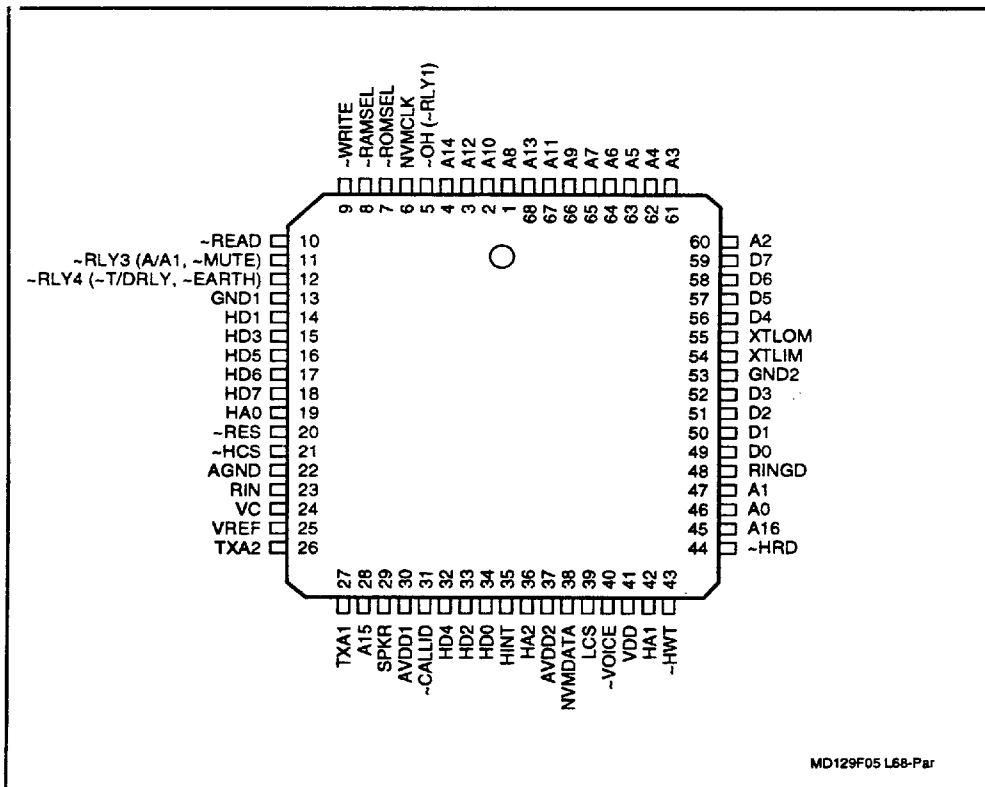 ~WRITE
~RAMSEL
~ROMSEL
NVMCLK
~OH (~RLY1)
A14
A12
A10
A8
A13
A11
A9
A7
A6
A5
A4
A3
9
8
7
6
5
4
3
2
1
68
67
66
65
64
63
62
61
~READ 10
~RLY3 (A/A1, ~MUTE) 11
~RLY4 (~T/DRLY, ~EARTH) 12
GND1 13
HD1 14
HD3 15
HD5 16
HD6 17
HD7 18
HA0 19
~RES 20
~HCS 21
AGND 22
RIN 23
VC 24
VREF 25
TXA2 26
60 A2
59 D7
58 D6
57 D5
56 D4
55 XTLOM
54 XTLIM
53 GND2
52 D3
51 D2
50 D1
49 D0
48 RINGD
47 A1
46 A0
45 A16
44 ~HRD
27
28
29
30
31
32
33
34
35
36
37
38
39
40
41
42
43
TXA1
A15
SPKR
AVDD1
~CALLID
HD4
HD2
HD0
HINT
HA2
AVDD2
NVMDATA
LCS
~VOICE
VDD
HA1
~HWT
MD129F05 L68-Par